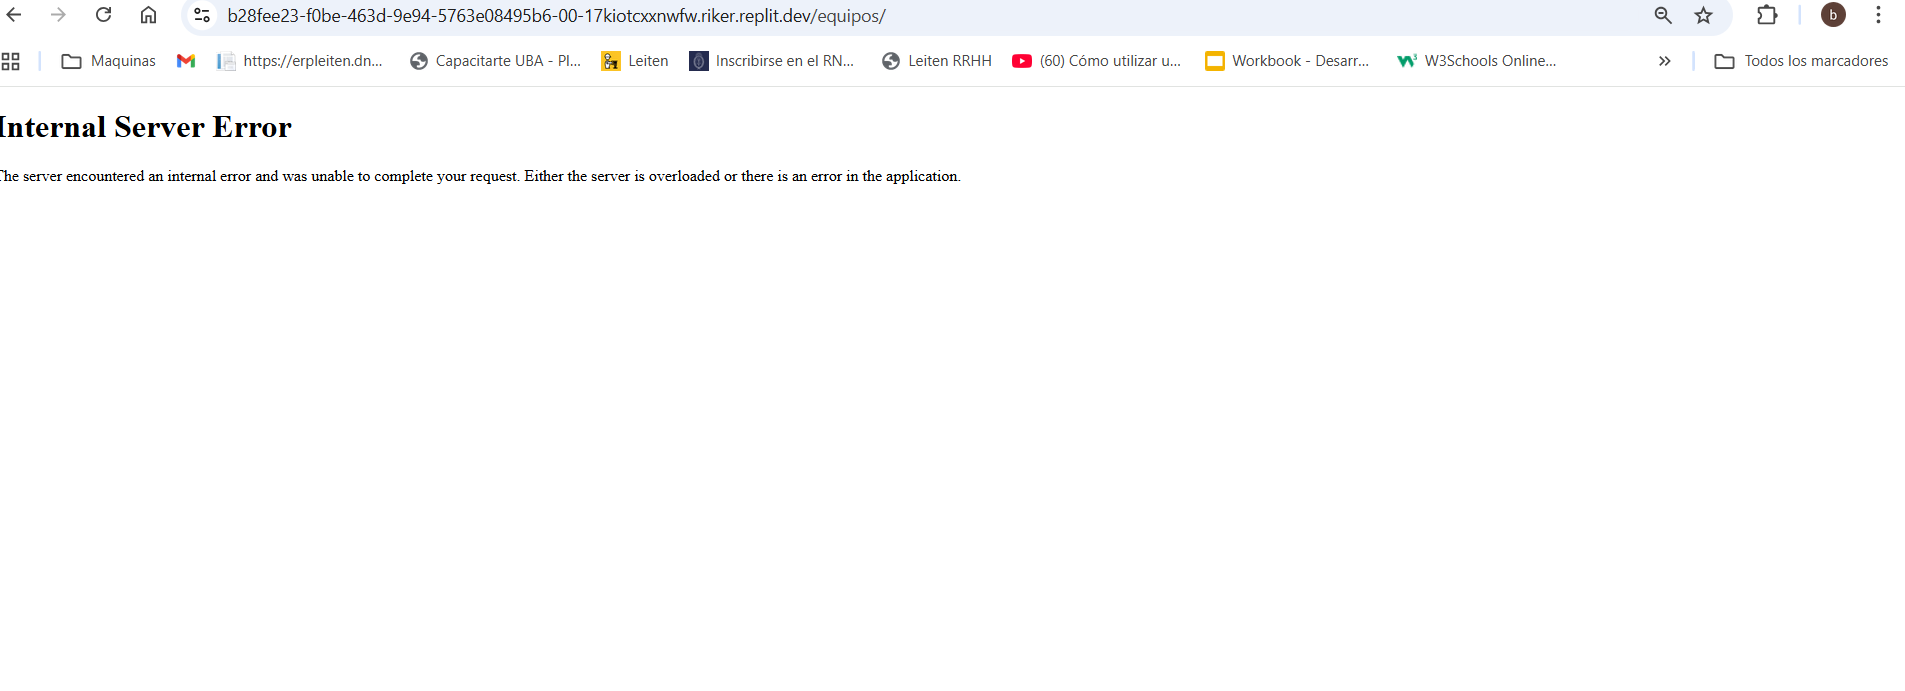 b28fee23-f0be-463d-9e94-5763e08495b6-00-17kiotcxxnwfw.riker.replit.dev/equipos/
b
Maquinas
https://erpleiten.dn...
Capacitarte UBA - Pl...
Leiten
Inscribirse en el RN...
Leiten RRHH
(60) Cómo utilizar u...
Workbook - Desarr...
W3Schools Online...
Todos los marcadores
Internal Server Error
The server encountered an internal error and was unable to complete your request. Either the server is overloaded or there is an error in the application.